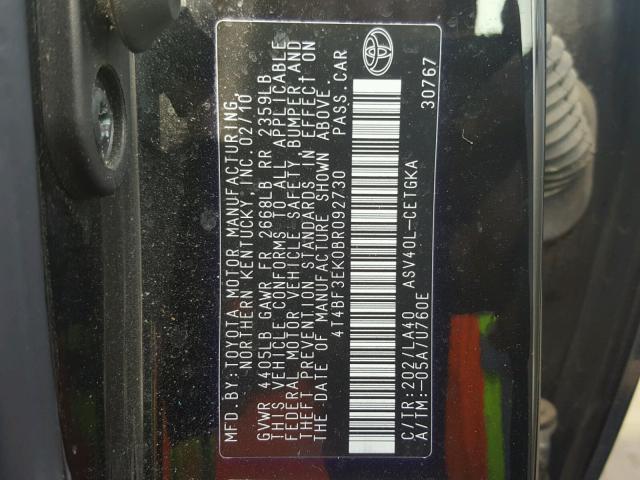 MFD.BY:TOYOTA MOTOR MANUFACTURING,
NORTHERN KENTUCKY, INC. 02/10
GVWR 4405LB GAWR FR 2668LB RR 2359LB
THIS VEHICLE CONFORMS TO ALL APPLICABLE
FEDERAL MOTOR VEHICLE SAFETY, BUMPER AND
THEFT PREVENTION STANDARDS IN EFFECT ON
THE DATE OF MANUFACTURE SHOWN ABOVE.
4T4BF3EK0BR092730 PASS.CAR
C/TR:202/LA40 ASV40L-CETGKA
A/TM:-05A/U760E 30767